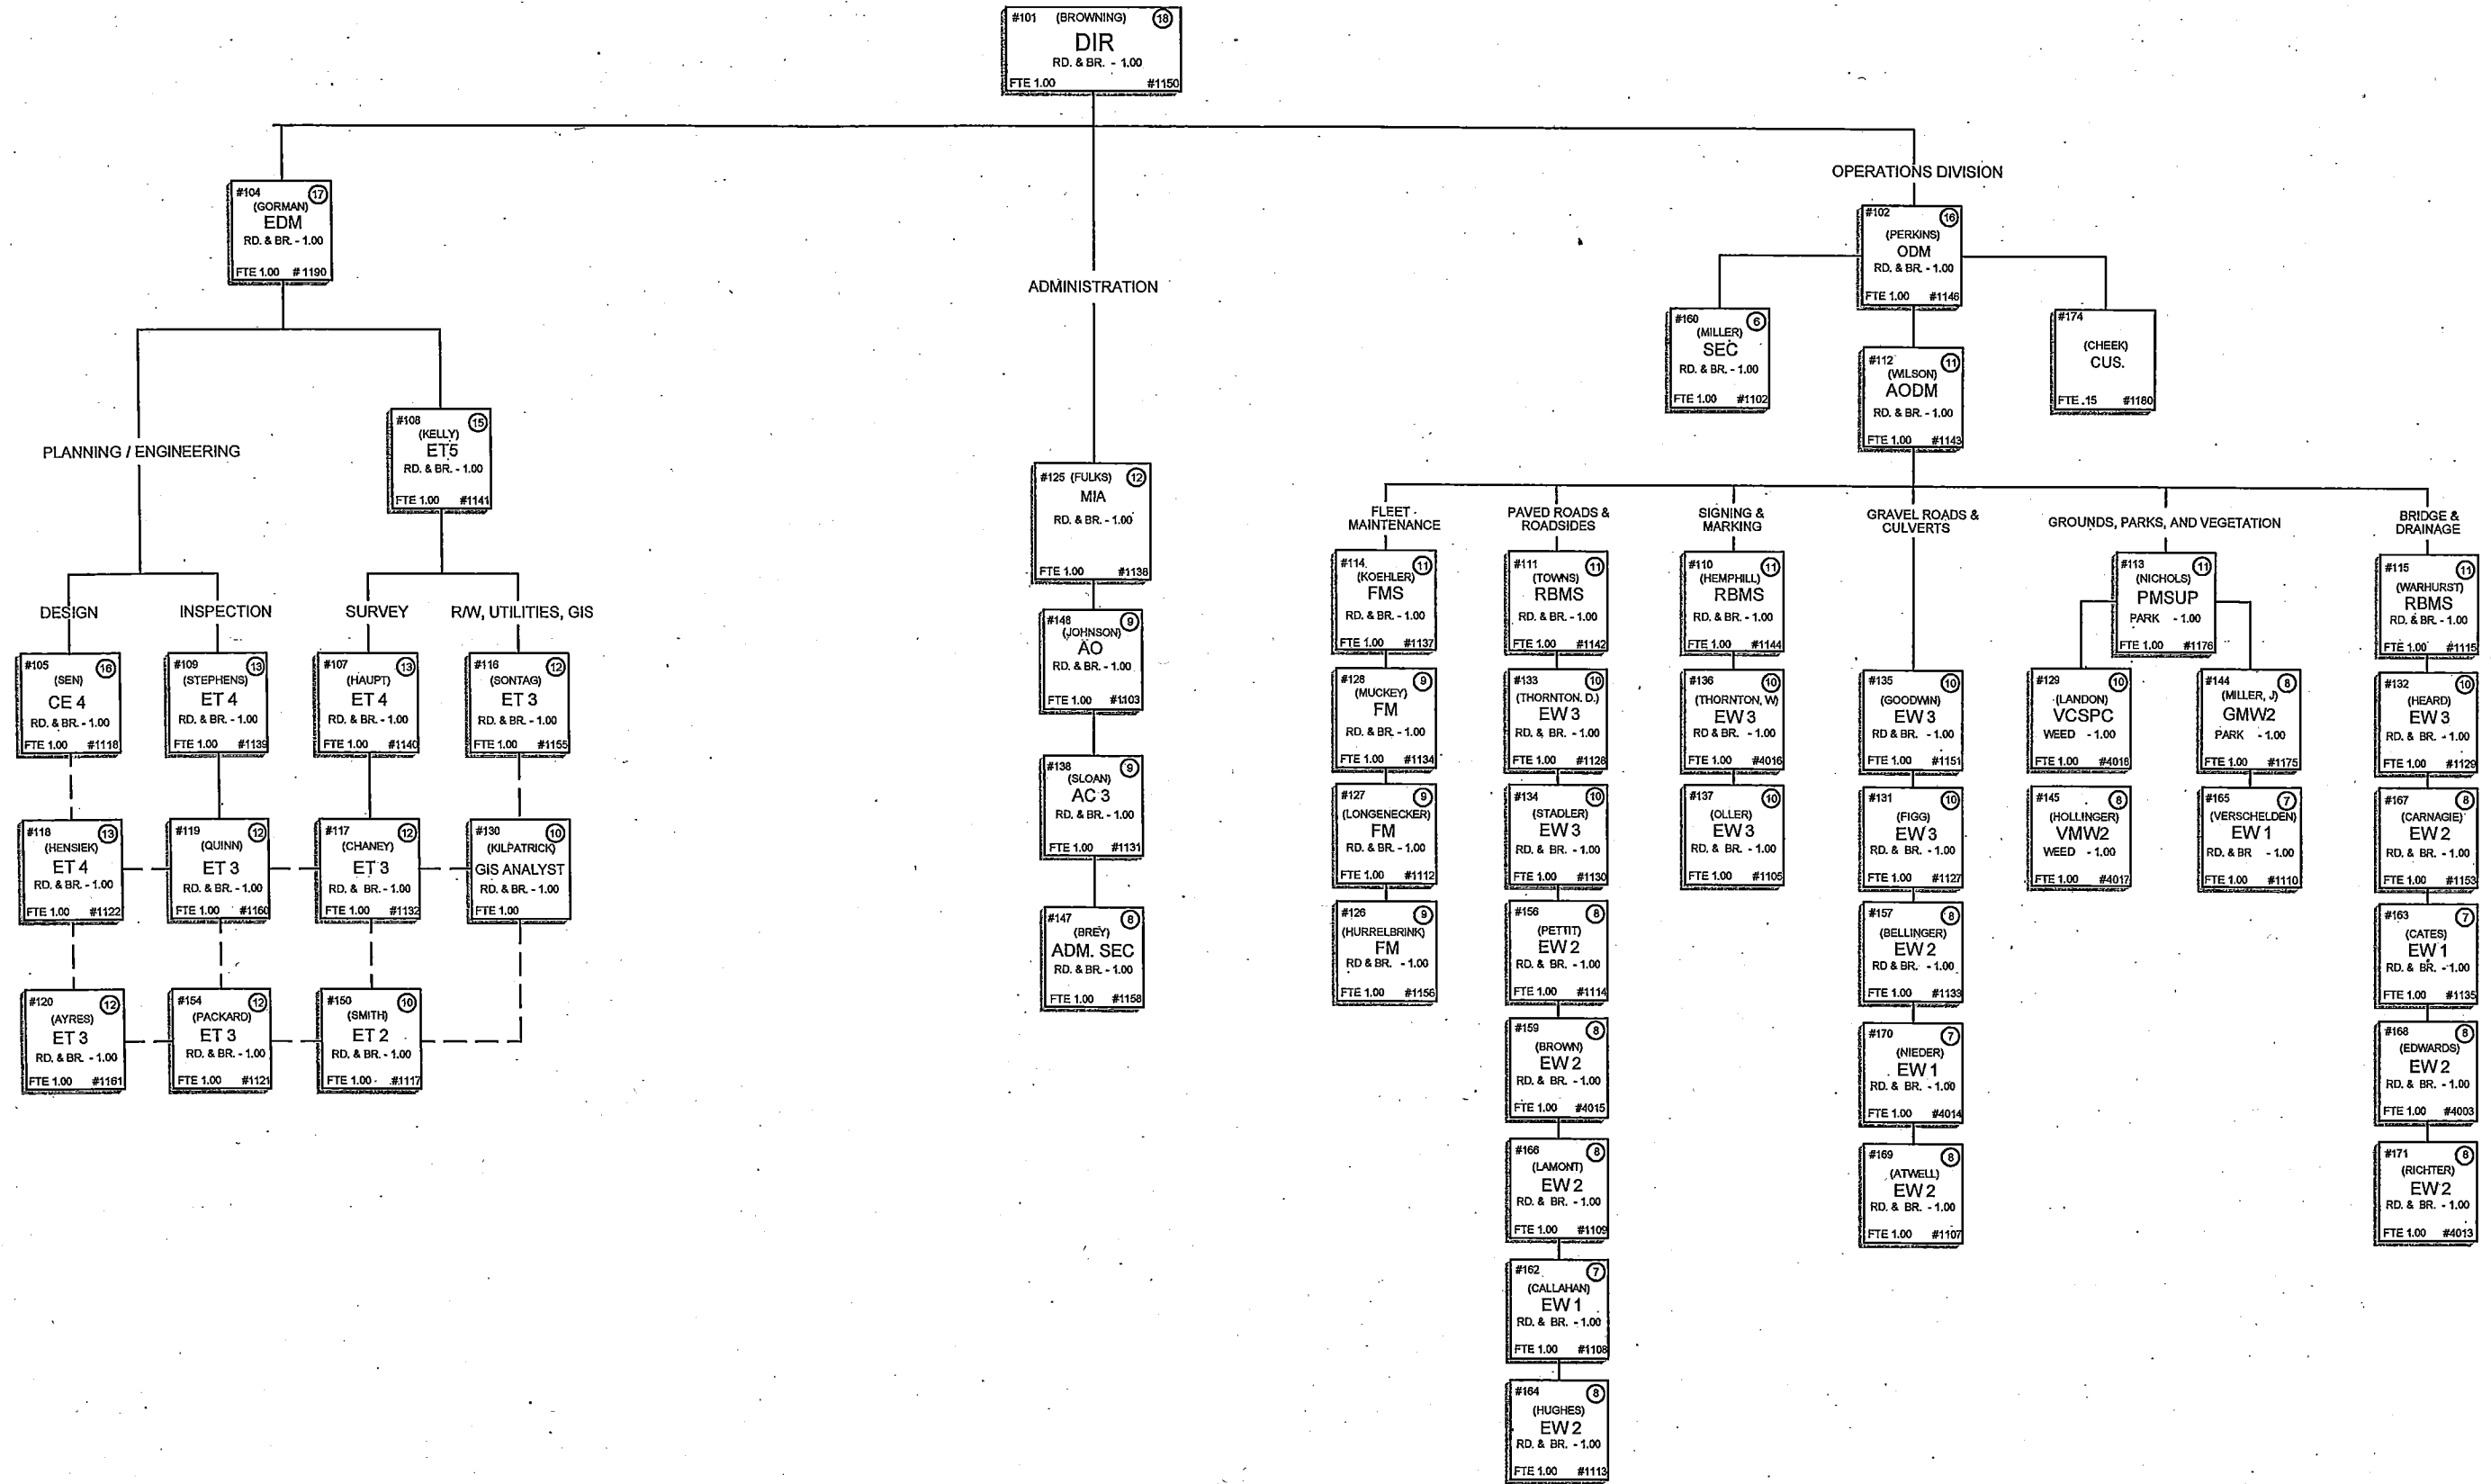 #101 (BROWNING) 18
DIR
RD. & BR. - 1.00
FTE 1.00 #1150
#104 17
(GORMAN)
EDM
RD. & BR. - 1.00
FTE 1.00 # 1190
PLANNING / ENGINEERING
#108 15
(KELLY)
ET5
RD. & BR. - 1.00
FTE 1.00 #1141
DESIGN
#105 16
(SEN)
CE 4
RD. & BR. - 1.00
FTE 1.00 #1118
#118 13
(HENSIEK)
ET 4
RD. & BR. - 1.00
FTE 1.00 #1122
#120 12
(AYRES)
ET 3
RD. & BR. - 1.00
FTE 1.00 #1161
INSPECTION
#109 13
(STEPHENS)
ET 4
RD. & BR. - 1.00
FTE 1.00 #1139
#119 12
(QUINN)
ET 3
RD. & BR. - 1.00
FTE 1.00 #1160
#154 12
(PACKARD)
ET 3
RD. & BR. - 1.00
FTE 1.00 #1121
SURVEY
#107 13
(HAUPT)
ET 4
RD. & BR. - 1.00
FTE 1.00 #1140
#117 12
(CHANEY)
ET 3
RD. & BR. - 1.00
FTE 1.00 #1132
#150 10
(SMITH)
ET 2
RD. & BR. - 1.00
FTE 1.00 #1117
R/W, UTILITIES, GIS
#116 12
(SONTAG)
ET 3
RD. & BR. - 1.00
FTE 1.00 #1155
#130 10
(KILPATRICK)
GIS ANALYST
RD. & BR. - 1.00
FTE 1.00
ADMINISTRATION
#125 (FULKS) 12
MIA
RD. & BR. - 1.00
FTE 1.00 #1138
#148 9
(JOHNSON)
AO
RD. & BR. - 1.00
FTE 1.00 #1103
#138 9
(SLOAN)
AC 3
RD. & BR. - 1.00
FTE 1.00 #1131
#147 8
(BREY)
ADM. SEC
RD. & BR. - 1.00
FTE 1.00 #1158
OPERATIONS DIVISION
#102 16
(PERKINS)
ODM
RD. & BR. - 1.00
FTE 1.00 #1146
#160 6
(MILLER)
SEC
RD. & BR. - 1.00
FTE 1.00 #1102
#112 11
(WILSON)
AODM
RD. & BR. - 1.00
FTE 1.00 #1143
#174
(CHEEK)
CUS.
FTE .15 #1180
FLEET
MAINTENANCE
#114 11
(KOEHLER)
FMS
RD. & BR. - 1.00
FTE 1.00 #1137
#128 9
(MUCKEY)
FM
RD. & BR. - 1.00
FTE 1.00 #1134
#127 9
(LONGENECKER)
FM
RD. & BR. - 1.00
FTE 1.00 #1112
#126 9
(HURRELBRINK)
FM
RD & BR. - 1.00
FTE 1.00 #1156
PAVED ROADS &
ROADSIDES
#111 11
(TOWNS)
RBMS
RD. & BR. - 1.00
FTE 1.00 #1142
#133 10
(THORNTON. D.)
EW 3
RD. & BR. - 1.00
FTE 1.00 #1128
#134 10
(STADLER)
EW 3
RD. & BR. - 1.00
FTE 1.00 #1130
#156 8
(PETTIT)
EW 2
RD. & BR. - 1.00
FTE 1.00 #1114
#159 8
(BROWN)
EW 2
RD. & BR. - 1.00
FTE 1.00 #4015
#166 8
(LAMONT)
EW 2
RD. & BR. - 1.00
FTE 1.00 #1109
#162 7
(CALLAHAN)
EW 1
RD. & BR. - 1.00
FTE 1.00 #1108
#164 8
(HUGHES)
EW 2
RD. & BR. - 1.00
FTE 1.00 #1113
SIGNING &
MARKING
#110 11
(HEMPHILL)
RBMS
RD. & BR. - 1.00
FTE 1.00 #1144
#136 10
(THORNTON, W)
EW 3
RD & BR. - 1.00
FTE 1.00 #4016
#137 10
(OLLER)
EW 3
RD. & BR. - 1.00
FTE 1.00 #1105
GRAVEL ROADS &
CULVERTS
#135 10
(GOODWIN)
EW 3
RD & BR. - 1.00
FTE 1.00 #1151
#131 10
(FIGG)
EW 3
RD. & BR. - 1.00
FTE 1.00 #1127
#157 8
(BELLINGER)
EW 2
RD & BR. - 1.00
FTE 1.00 #1133
#170 7
(NIEDER)
EW 1
RD. & BR. - 1.00
FTE 1.00 #4014
#169 8
(ATWELL)
EW 2
RD. & BR. - 1.00
FTE 1.00 #1107
GROUNDS, PARKS, AND VEGETATION
#113 11
(NICHOLS)
PMSUP
PARK - 1.00
FTE 1.00 #1176
#129 10
(LANDON)
VCSPC
WEED - 1.00
FTE 1.00 #4018
#145 8
(HOLLINGER)
VMW2
WEED - 1.00
FTE 1.00 #4017
#144 8
(MILLER, J)
GMW2
PARK - 1.00
FTE 1.00 #1175
#165 7
(VERSCHELDEN)
EW 1
RD. & BR - 1.00
FTE 1.00 #1110
BRIDGE &
DRAINAGE
#115 11
(WARHURST)
RBMS
RD. & BR. - 1.00
FTE 1.00 #1115
#132 10
(HEARD)
EW 3
RD. & BR. - 1.00
FTE 1.00 #1129
#167 8
(CARNAGIE)
EW 2
RD. & BR. - 1.00
FTE 1.00 #1153
#163 7
(CATES)
EW 1
RD. & BR. - 1.00
FTE 1.00 #1135
#168 8
(EDWARDS)
EW 2
RD. & BR. - 1.00
FTE 1.00 #4003
#171 8
(RICHTER)
EW 2
RD. & BR. - 1.00
FTE 1.00 #4013